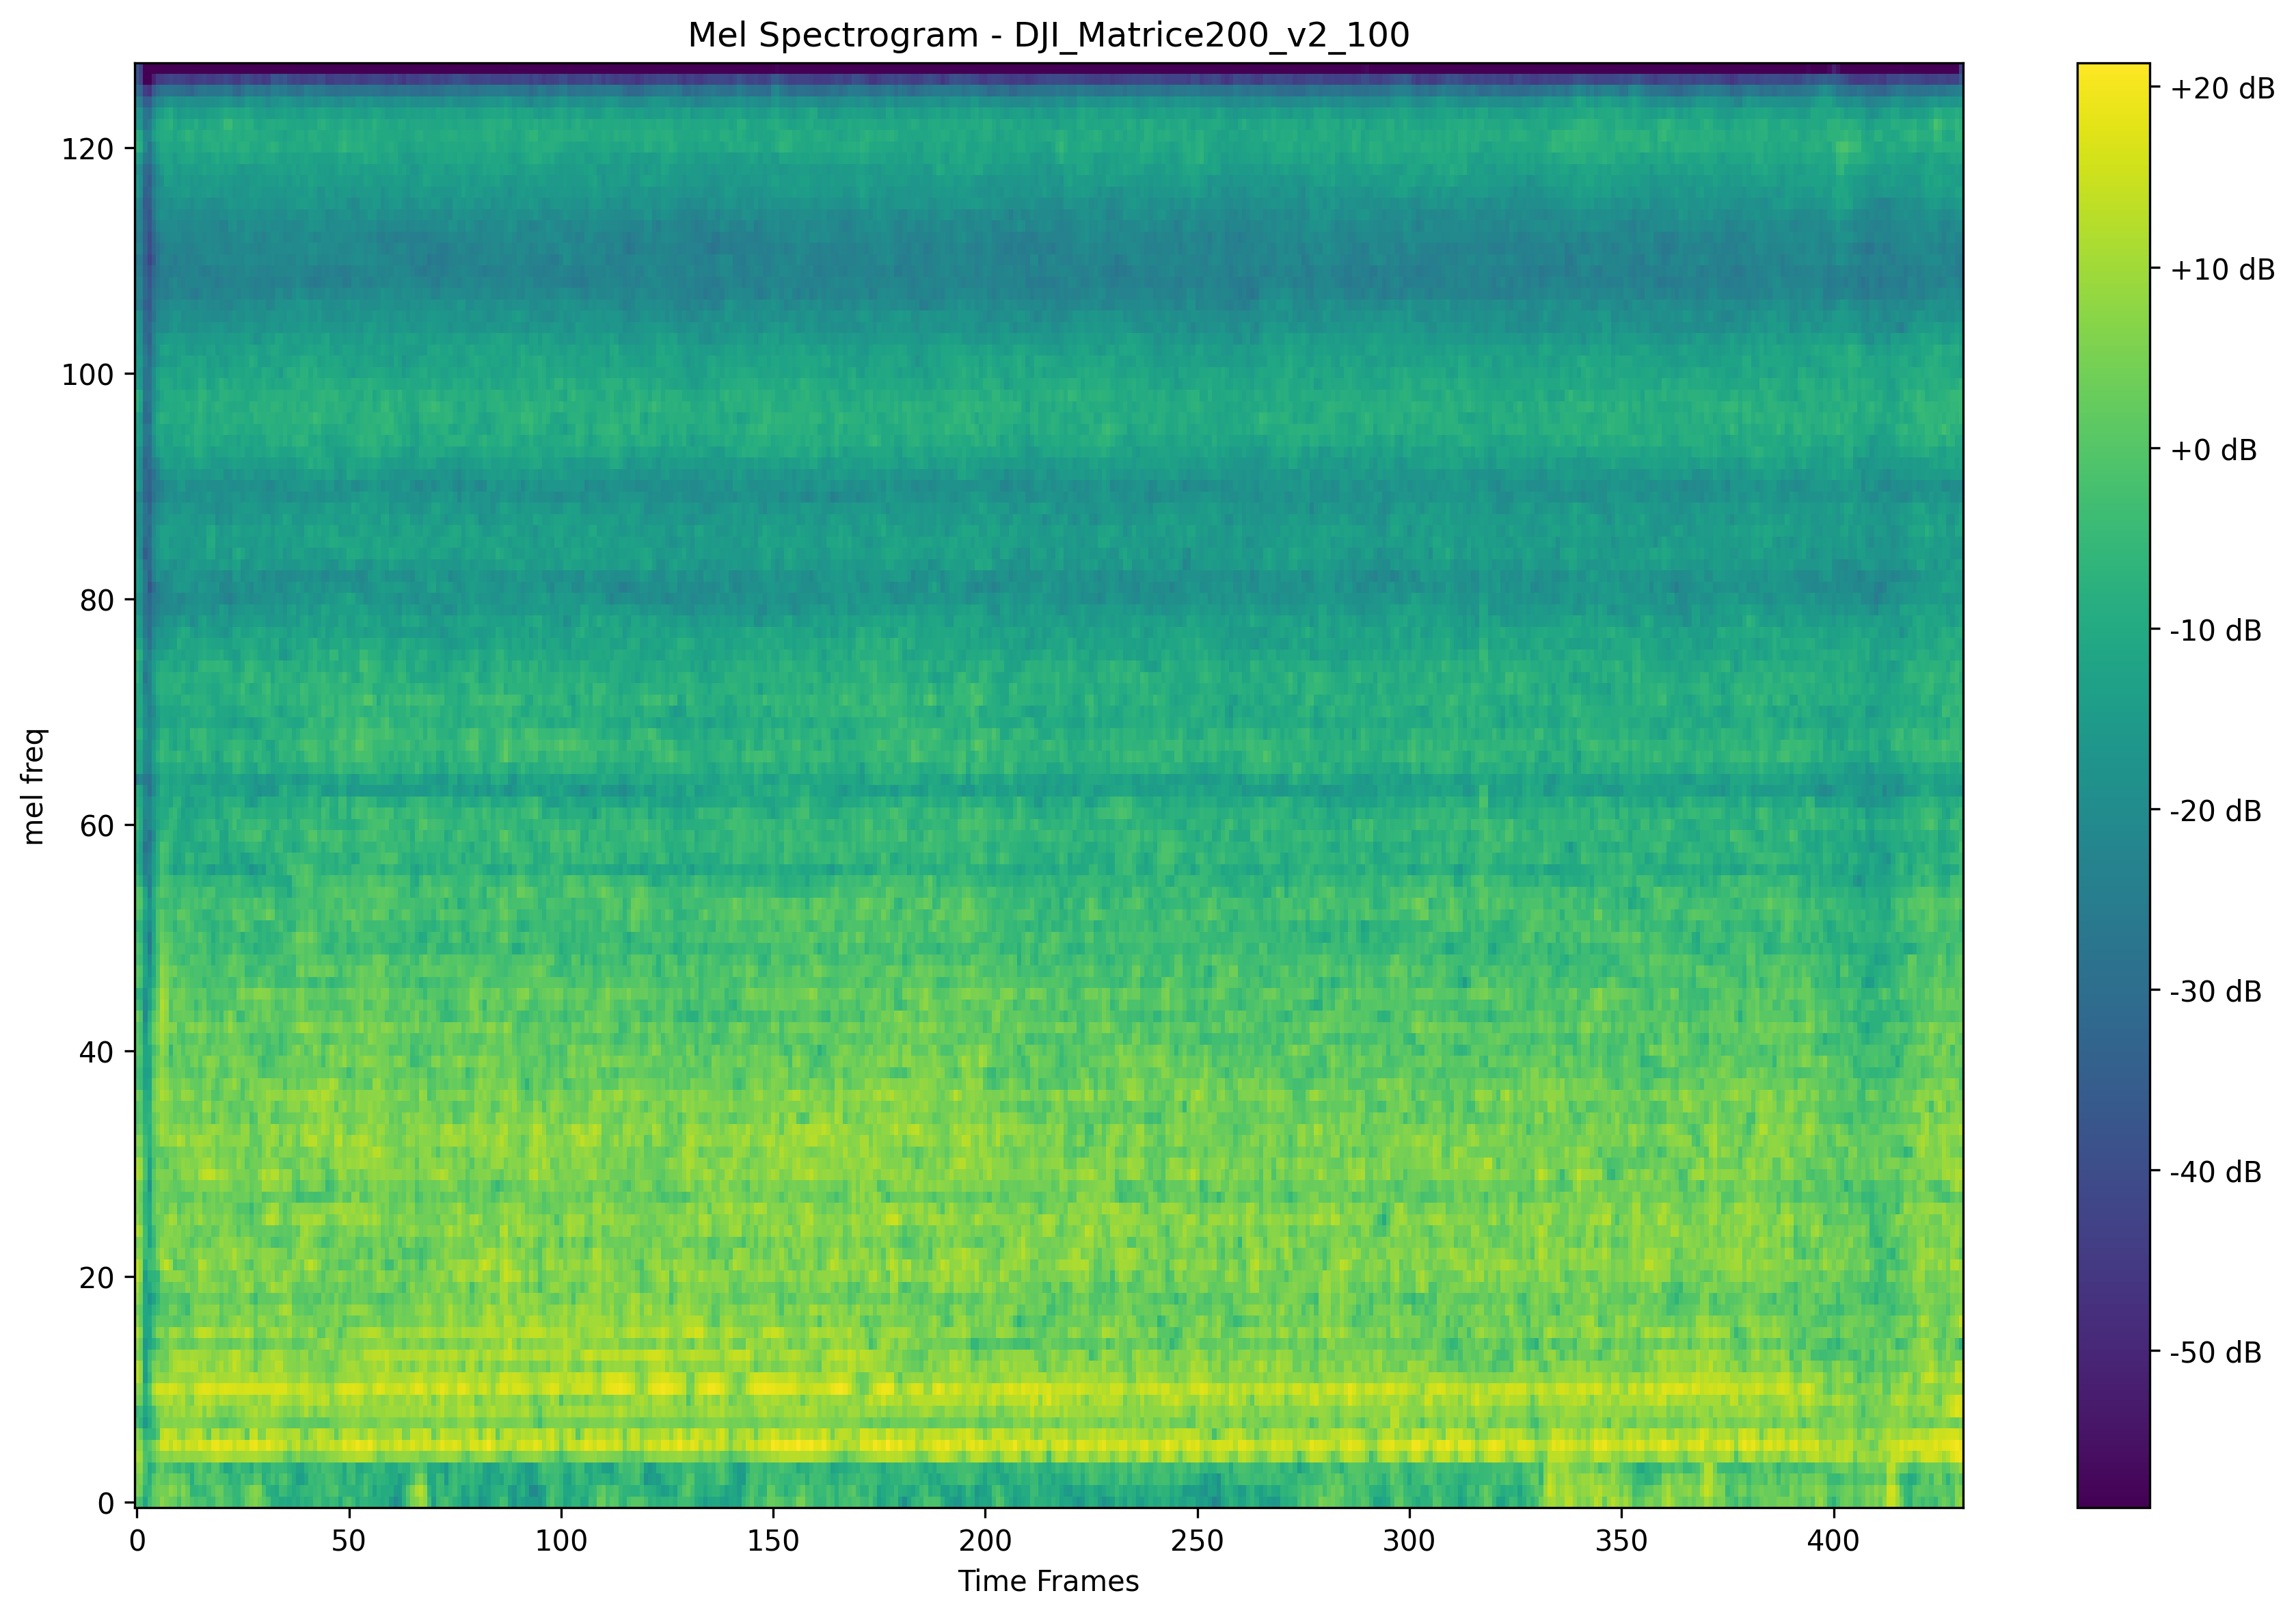 Mel Spectrogram - DJI_Matrice200_v2_100
mel freq
120
100
80
60
40
20
0
0 50 100 150 200 250 300 350 400
Time Frames
+20 dB
+10 dB
+0 dB
-10 dB
-20 dB
-30 dB
-40 dB
-50 dB